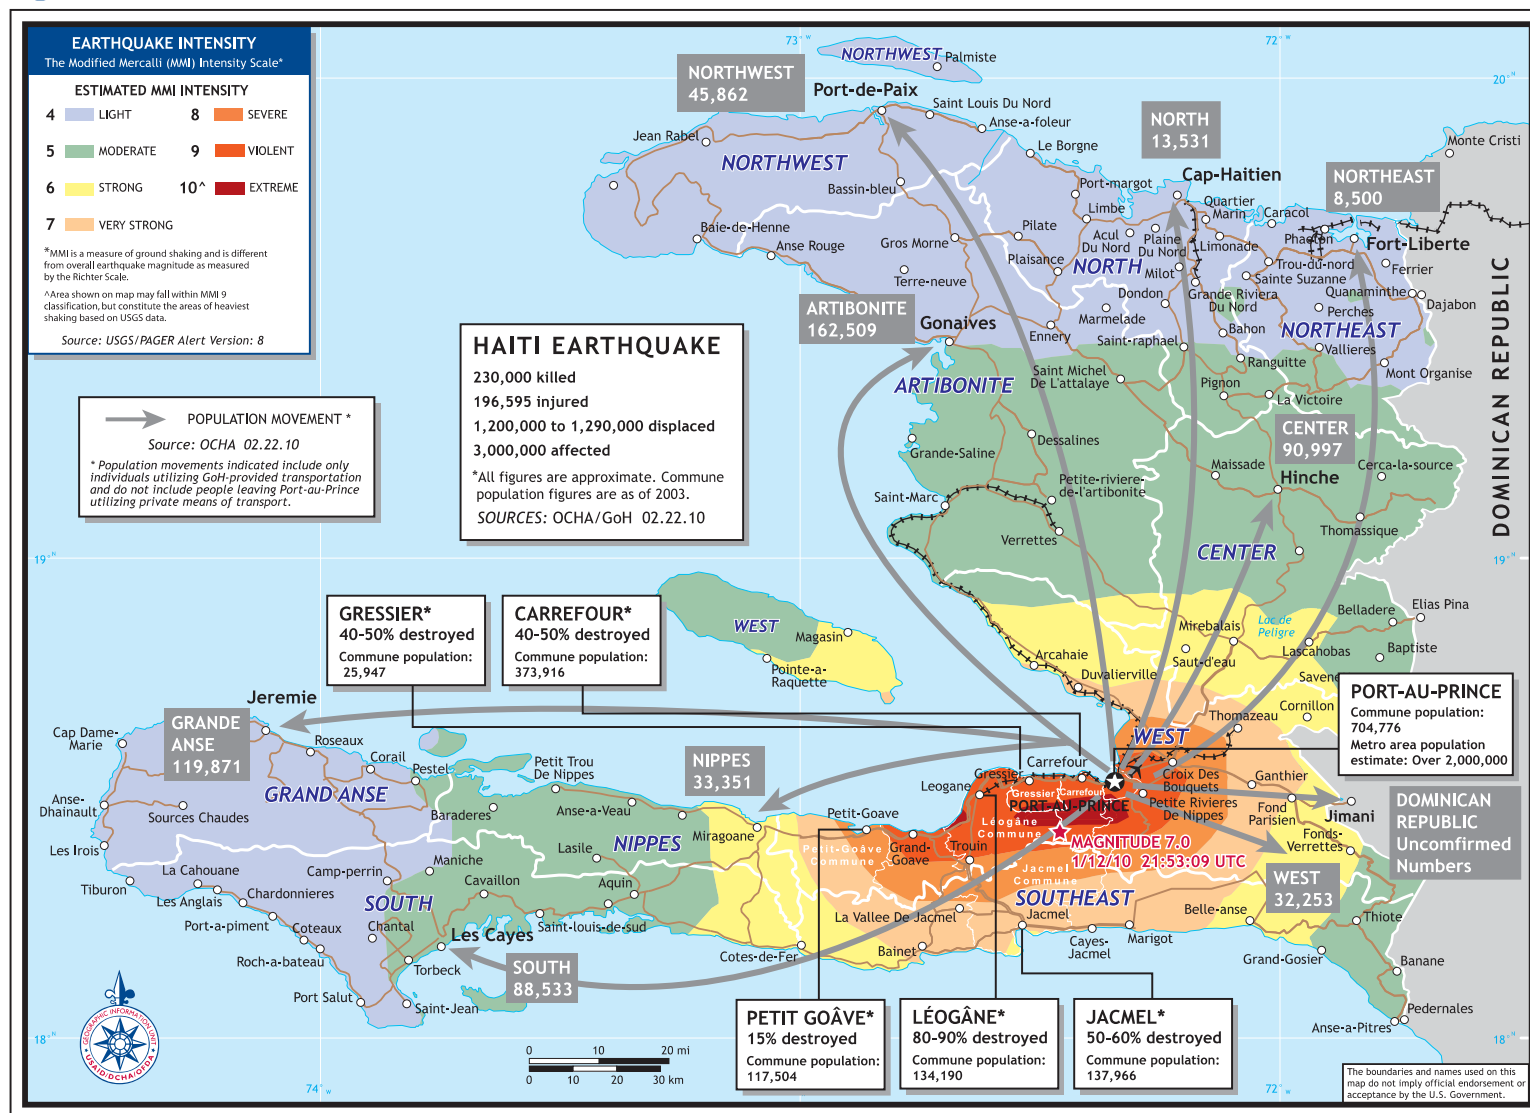 EARTHQUAKE INTENSITY
The Modified Mercalli (MMI) Intensity Scale*
ESTIMATED MMI INTENSITY
4 LIGHT
5 MODERATE
6 STRONG
7 VERY STRONG
8 SEVERE
9 VIOLENT
10^ EXTREME
*MMI is a measure of ground shaking and is different
from overall earthquake magnitude as measured
by the Richter Scale.
^Area shown on map may fall within MMI 9
classification, but constitute the areas of heaviest
shaking based on USGS data.
Source: USGS/PAGER Alert Version: 8
POPULATION MOVEMENT *
Source: OCHA 02.22.10
* Population movements indicated include only
individuals utilizing GoH-provided transportation
and do not include people leaving Port-au-Prince
utilizing private means of transport.
HAITI EARTHQUAKE
230,000 killed
196,595 injured
1,200,000 to 1,290,000 displaced
3,000,000 affected
*All figures are approximate. Commune
population figures are as of 2003.
SOURCES: OCHA/GoH 02.22.10
73° W
72° W
20° N
19° N
19° N
18° N
18° N
74° W
72° W
NORTHWEST
45,862
NORTHWEST
Palmiste
Port-de-Paix
Saint Louis Du Nord
Anse-a-foleur
Jean Rabel
NORTHWEST
Le Borgne
NORTH
13,531
Monte Cristi
Cap-Haitien
NORTHEAST
8,500
Bassin-bleu
Port-margot
Limbe
Quartier
Marin
Caracol
Baie-de-Henne
Anse Rouge
Gros Morne
Pilate
Acul
Du Nord
Plaine
Du Nord
Limonade
Phaeton
Fort-Liberte
Plaisance
NORTH
Milot
Trou-du-nord
Sainte Suzanne
Ferrier
Terre-neuve
Dondon
Grande Riviera
Du Nord
Quanaminthe
Perches
Dajabon
ARTIBONITE
162,509
Gonaives
Marmelade
Ennery
Saint-raphael
Bahon
NORTHEAST
Vallieres
Ranguitte
Mont Organise
ARTIBONITE
Saint Michel
De L'attalaye
Pignon
La Victoire
DOMINICAN REPUBLIC
CENTER
90,997
Dessalines
Grande-Saline
Maissade
Hinche
Cerca-la-source
Petite-riviere-
de-l'artibonite
Saint-Marc
Thomassique
Verrettes
CENTER
GRESSIER*
40-50% destroyed
Commune population:
25,947
CARREFOUR*
40-50% destroyed
Commune population:
373,916
WEST
Magasin
Pointe-a-
Raquette
Mirebalais
Lac de
Peligre
Belladere
Elias Pina
Lascahobas
Baptiste
Arcahaie
Saut-d'eau
Duvalierville
Savene
Cornillon
Thomazeau
PORT-AU-PRINCE
Commune population:
704,776
Metro area population
estimate: Over 2,000,000
Jeremie
GRANDE
ANSE
119,871
Cap Dame-
Marie
Roseaux
Corail
Pestel
Petit Trou
De Nippes
NIPPES
33,351
WEST
Carrefour
Gressier
Leogane
Gressier
Carrefour
Croix Des
Bouquets
Ganthier
PORT-AU-PRINCE
Petite Rivieres
De Nippes
Fond
Parisien
Jimani
DOMINICAN
REPUBLIC
Uncomfirmed
Numbers
Anse-
Dhainault
GRAND ANSE
Sources Chaudes
Baraderes
Anse-a-Veau
Miragoane
Petit-Goave
Léogâne
Commune
MAGNITUDE 7.0
1/12/10 21:53:09 UTC
Fonds-
Verrettes
Les Irois
NIPPES
Lasile
Petit-Goâve
Commune
Grand-
Goave
Trouin
Jacmel
Commune
WEST
32,253
Maniche
La Cahouane
Camp-perrin
Tiburon
Les Anglais
Chardonnieres
Cavaillon
Aquin
SOUTHEAST
SOUTH
Port-a-piment
Coteaux
Chantal
Les Cayes
Saint-louis-de-sud
La Vallee De Jacmel
Jacmel
Belle-anse
Thiote
Roch-a-bateau
Torbeck
SOUTH
88,533
Cotes-de-Fer
Bainet
Cayes-
Jacmel
Marigot
Grand-Gosier
Banane
Port Salut
Saint-Jean
Pedernales
Anse-a-Pitres
PETIT GOÂVE*
15% destroyed
Commune population:
117,504
LÉOGÂNE*
80-90% destroyed
Commune population:
134,190
JACMEL*
50-60% destroyed
Commune population:
137,966
0 10 20 mi
0 10 20 30 km
GEOGRAPHIC INFORMATION UNIT
USAID/DCHA/OFDA
The boundaries and names used on this
map do not imply official endorsement or
acceptance by the U.S. Government.